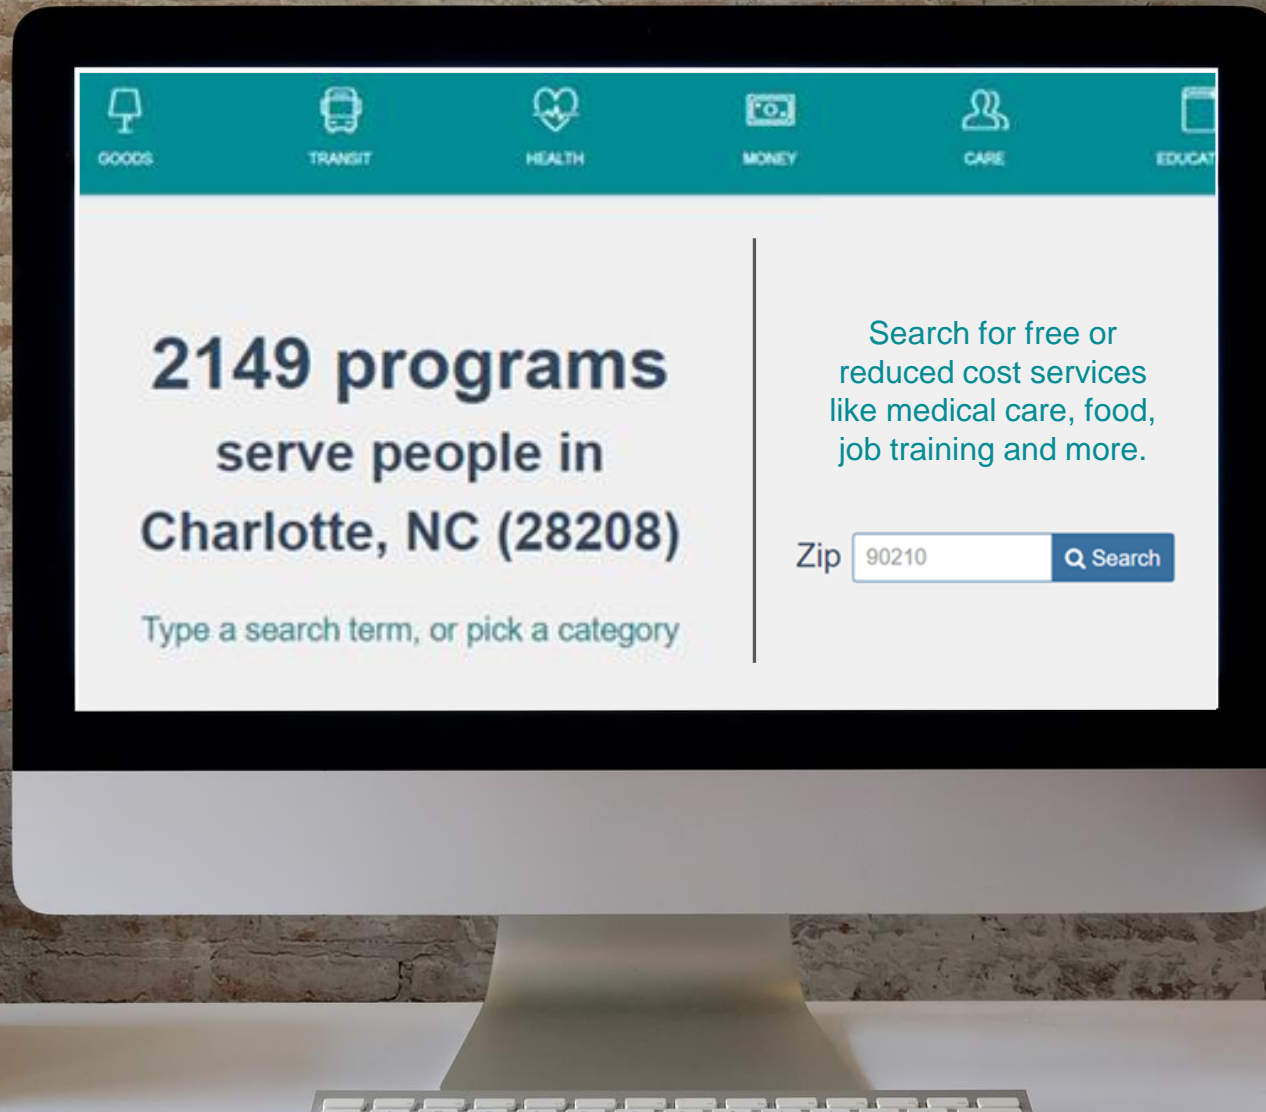 GOODS
TRANSIT
HEALTH
MONEY
CARE
EDUCAT
2149 programs
serve people in
Charlotte, NC (28208)
Type a search term, or pick a category
Search for free or
reduced cost services
like medical care, food,
job training and more.
Zip 90210 Search